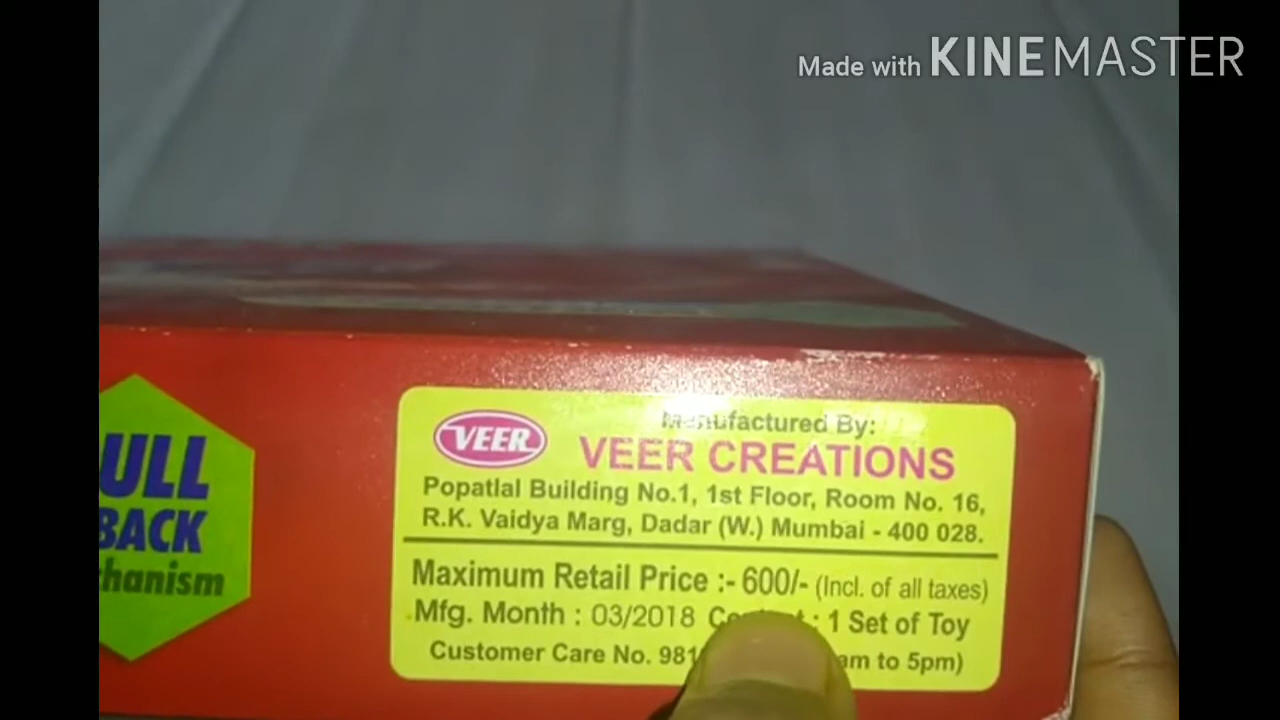 Made with KINEMASTER
ULL
BACK
chanism
VEER
Manufactured By:
VEER CREATIONS
Popatlal Building No.1, 1st Floor, Room No. 16,
R.K. Vaidya Marg, Dadar (W.) Mumbai - 400 028.
Maximum Retail Price :- 600/- (Incl. of all taxes)
Mfg. Month : 03/2018 : 1 Set of Toy
Customer Care No. 981 am to 5pm)